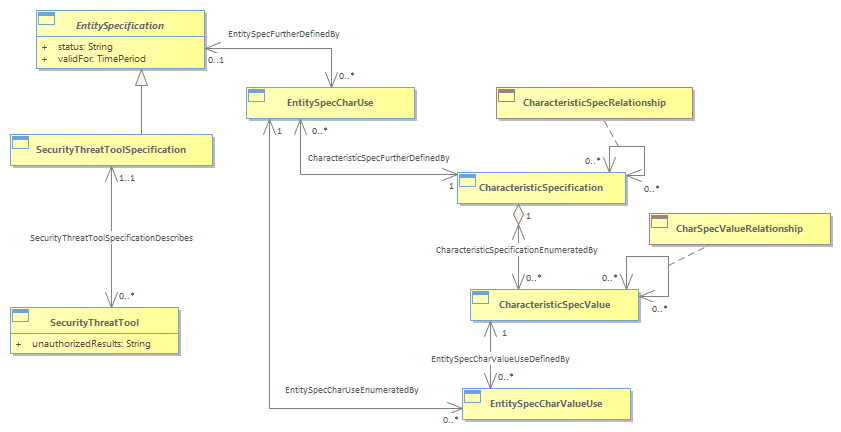 EntitySpecification
+ status: String
+ validFor: TimePeriod
EntitySpecFurtherDefinedBy
0..1
0..*
EntitySpecCharUse
CharacteristicSpecRelationship
1
0..*
SecurityThreatToolSpecification
CharacteristicSpecFurtherDefinedBy
0..*
1..1
1
CharacteristicSpecification
0..*
1
CharSpecValueRelationship
SecurityThreatToolSpecificationDescribes
CharacteristicSpecificationEnumeratedBy
0..*
0..*
0..*
CharacteristicSpecValue
0..*
SecurityThreatTool
+ unauthorizedResults: String
1
EntitySpecCharValueUseDefinedBy
0..*
EntitySpecCharUseEnumeratedBy
EntitySpecCharValueUse
0..*